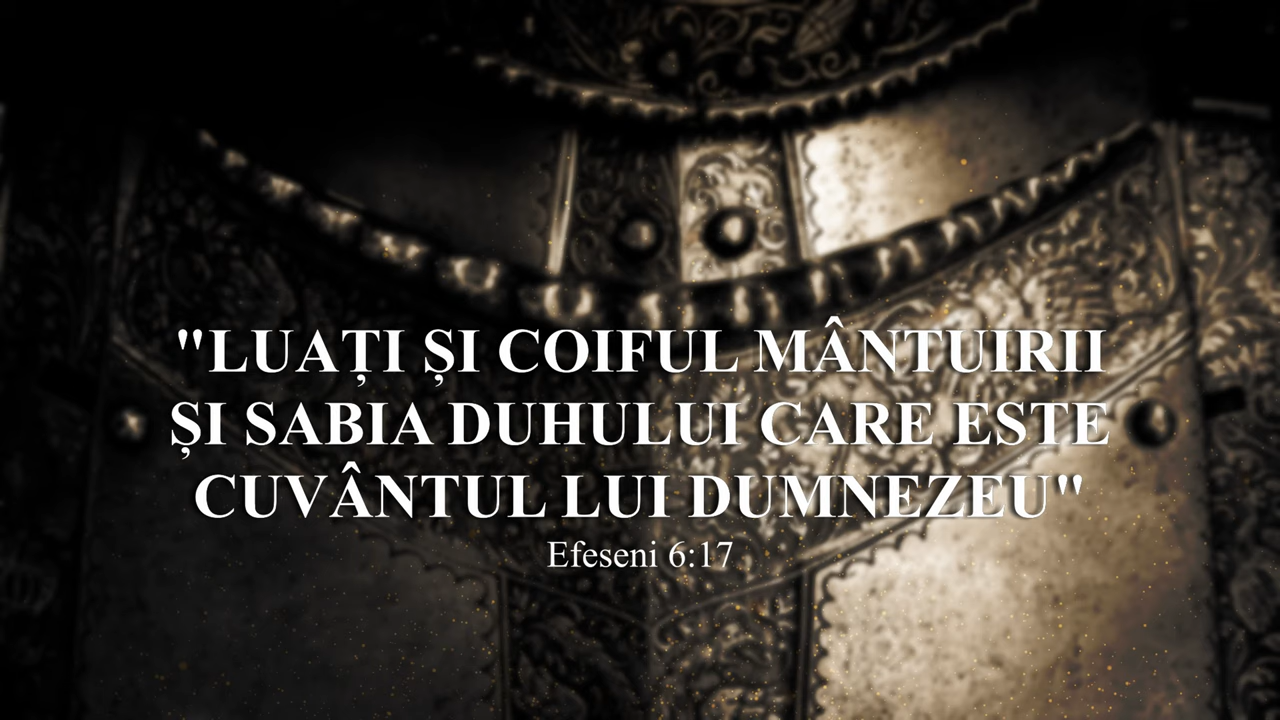 "LUAȚI ȘI COIFUL MÂNTUIRII
ȘI SABIA DUHULUI CARE ESTE
CUVÂNTUL LUI DUMNEZEU"
Efeseni 6:17